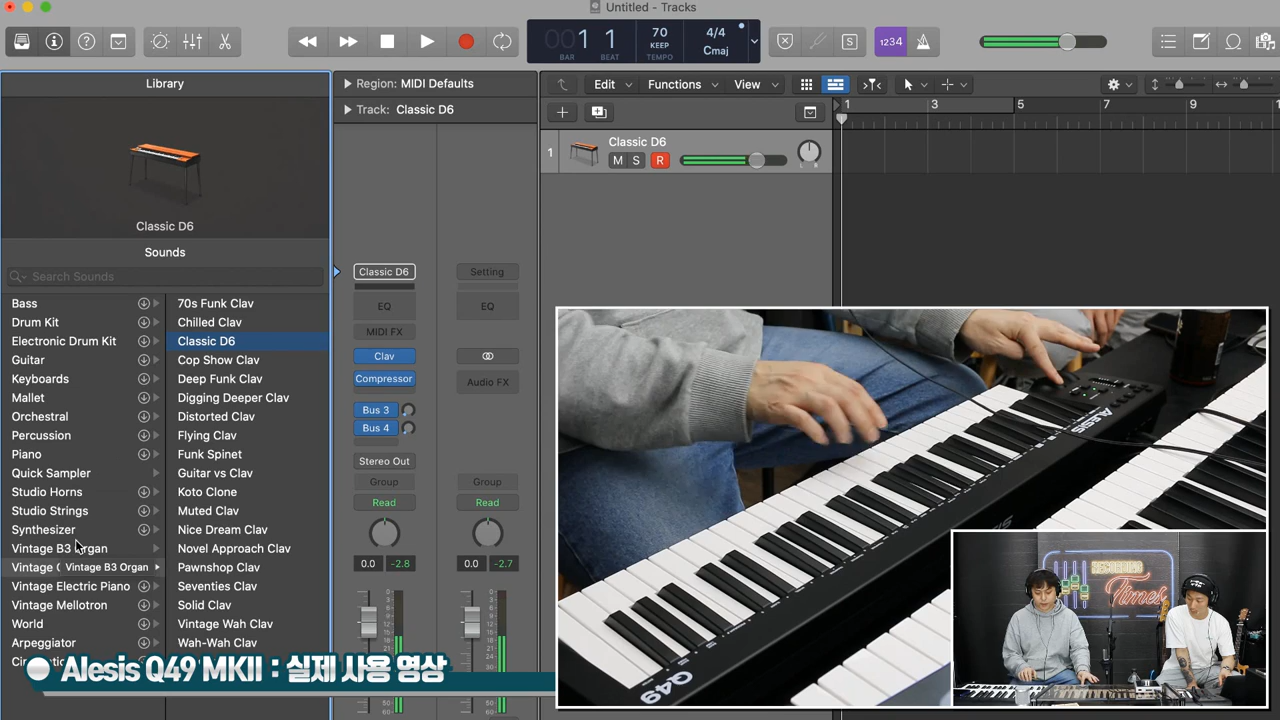 Untitled - Tracks
001 1
BAR BEAT
70
KEEP
TEMPO
4/4
Cmaj
1234
S
Library
Classic D6
Sounds
Search Sounds
Bass
Drum Kit
Electronic Drum Kit
Guitar
Keyboards
Mallet
Orchestral
Percussion
Piano
Quick Sampler
Studio Horns
Studio Strings
Synthesizer
Vintage B3 Organ
Vintage ( Vintage B3 Organ
Vintage Electric Piano
Vintage Mellotron
World
Arpeggiator
70s Funk Clav
Chilled Clav
Classic D6
Cop Show Clav
Deep Funk Clav
Digging Deeper Clav
Distorted Clav
Flying Clav
Funk Spinet
Guitar vs Clav
Koto Clone
Muted Clav
Nice Dream Clav
Novel Approach Clav
Pawnshop Clav
Seventies Clav
Solid Clav
Vintage Wah Clav
Wah-Wah Clav
Region: MIDI Defaults
Track: Classic D6
Classic D6
EQ
MIDI FX
Clav
Compressor
Bus 3
Bus 4
Stereo Out
Group
Read
0.0 -2.8
Setting
EQ
Audio FX
Group
Read
0.0 -2.7
Edit Functions View
1 3 5 7 9
1 Classic D6
M S R
L R
ALESIS
Q49
RECORDING
Times
Alesis Q49 MKII : 실제 사용 영상